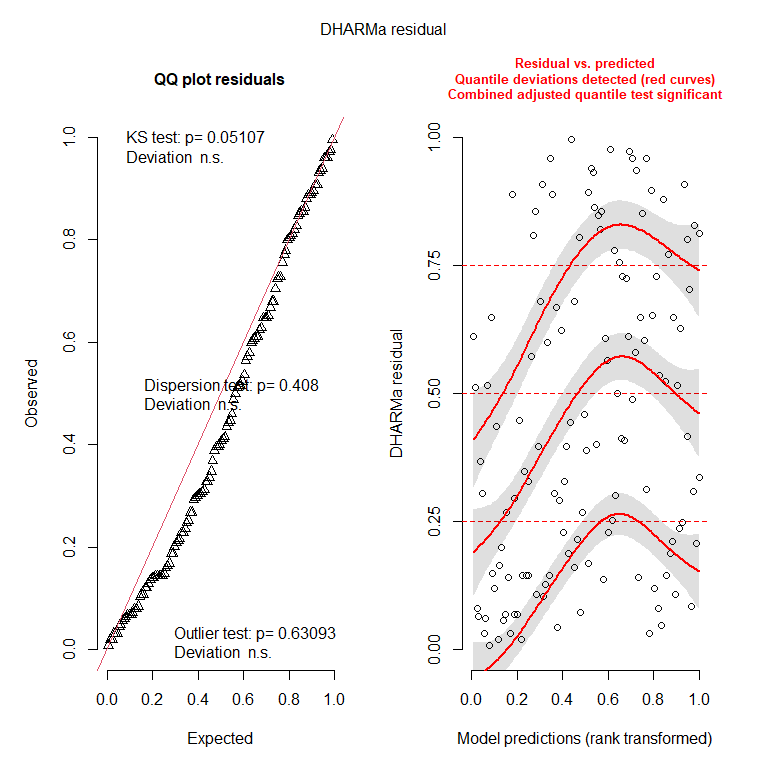 DHARMa residual
QQ plot residuals
KS test: p= 0.05107
Deviation n.s.
Dispersion test: p= 0.408
Deviation n.s.
Outlier test: p= 0.63093
Deviation n.s.
Observed
0.0 0.2 0.4 0.6 0.8 1.0
0.0 0.2 0.4 0.6 0.8 1.0
Expected
Residual vs. predicted
Quantile deviations detected (red curves)
Combined adjusted quantile test significant
DHARMa residual
0.00 0.25 0.50 0.75 1.00
0.0 0.2 0.4 0.6 0.8 1.0
Model predictions (rank transformed)